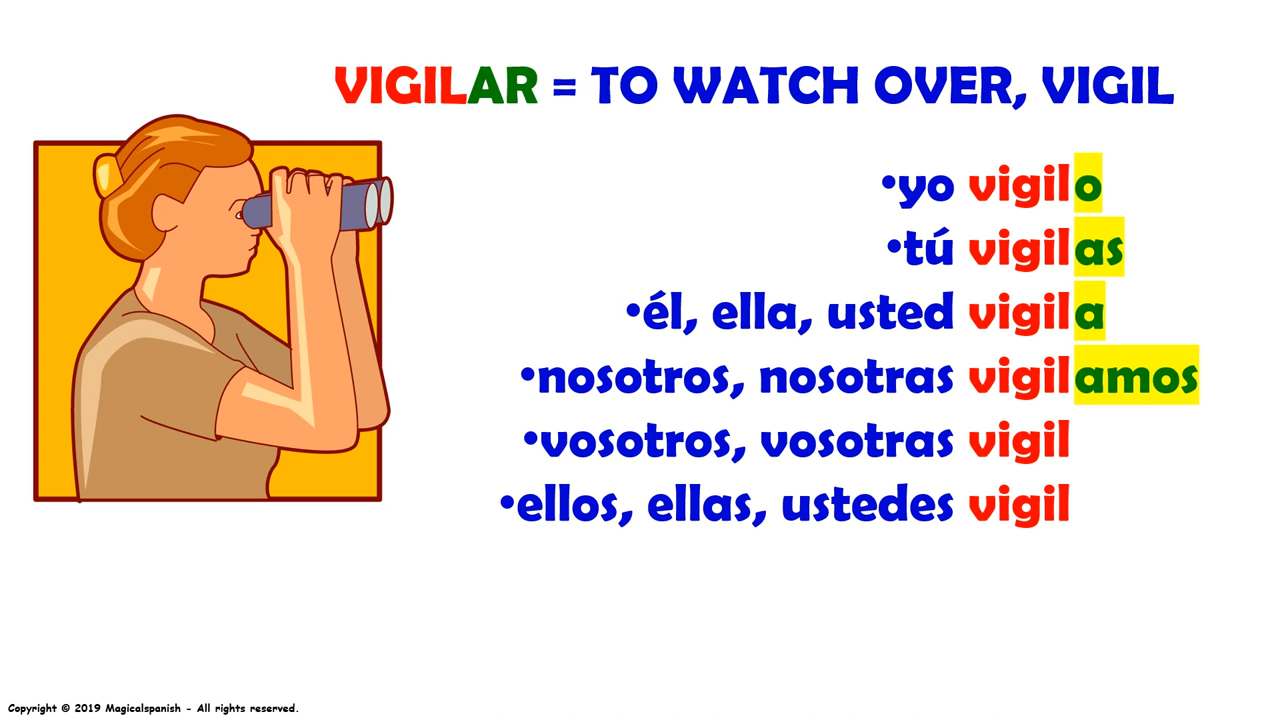 VIGILAR = TO WATCH OVER, VIGIL
•yo vigilo
•tú vigilas
•él, ella, usted vigila
•nosotros, nosotras vigilamos
•vosotros, vosotras vigil
•ellos, ellas, ustedes vigil
Copyright © 2019 Magicalspanish - All rights reserved.